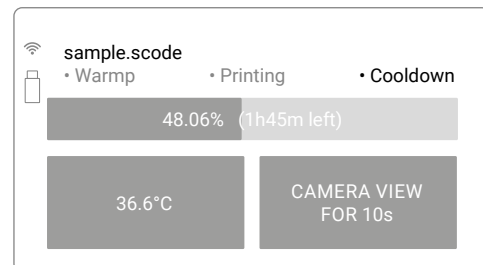 sample.scode
• Warmp • Printing • Cooldown
48.06% (1h45m left)
36.6°C
CAMERA VIEW
FOR 10s